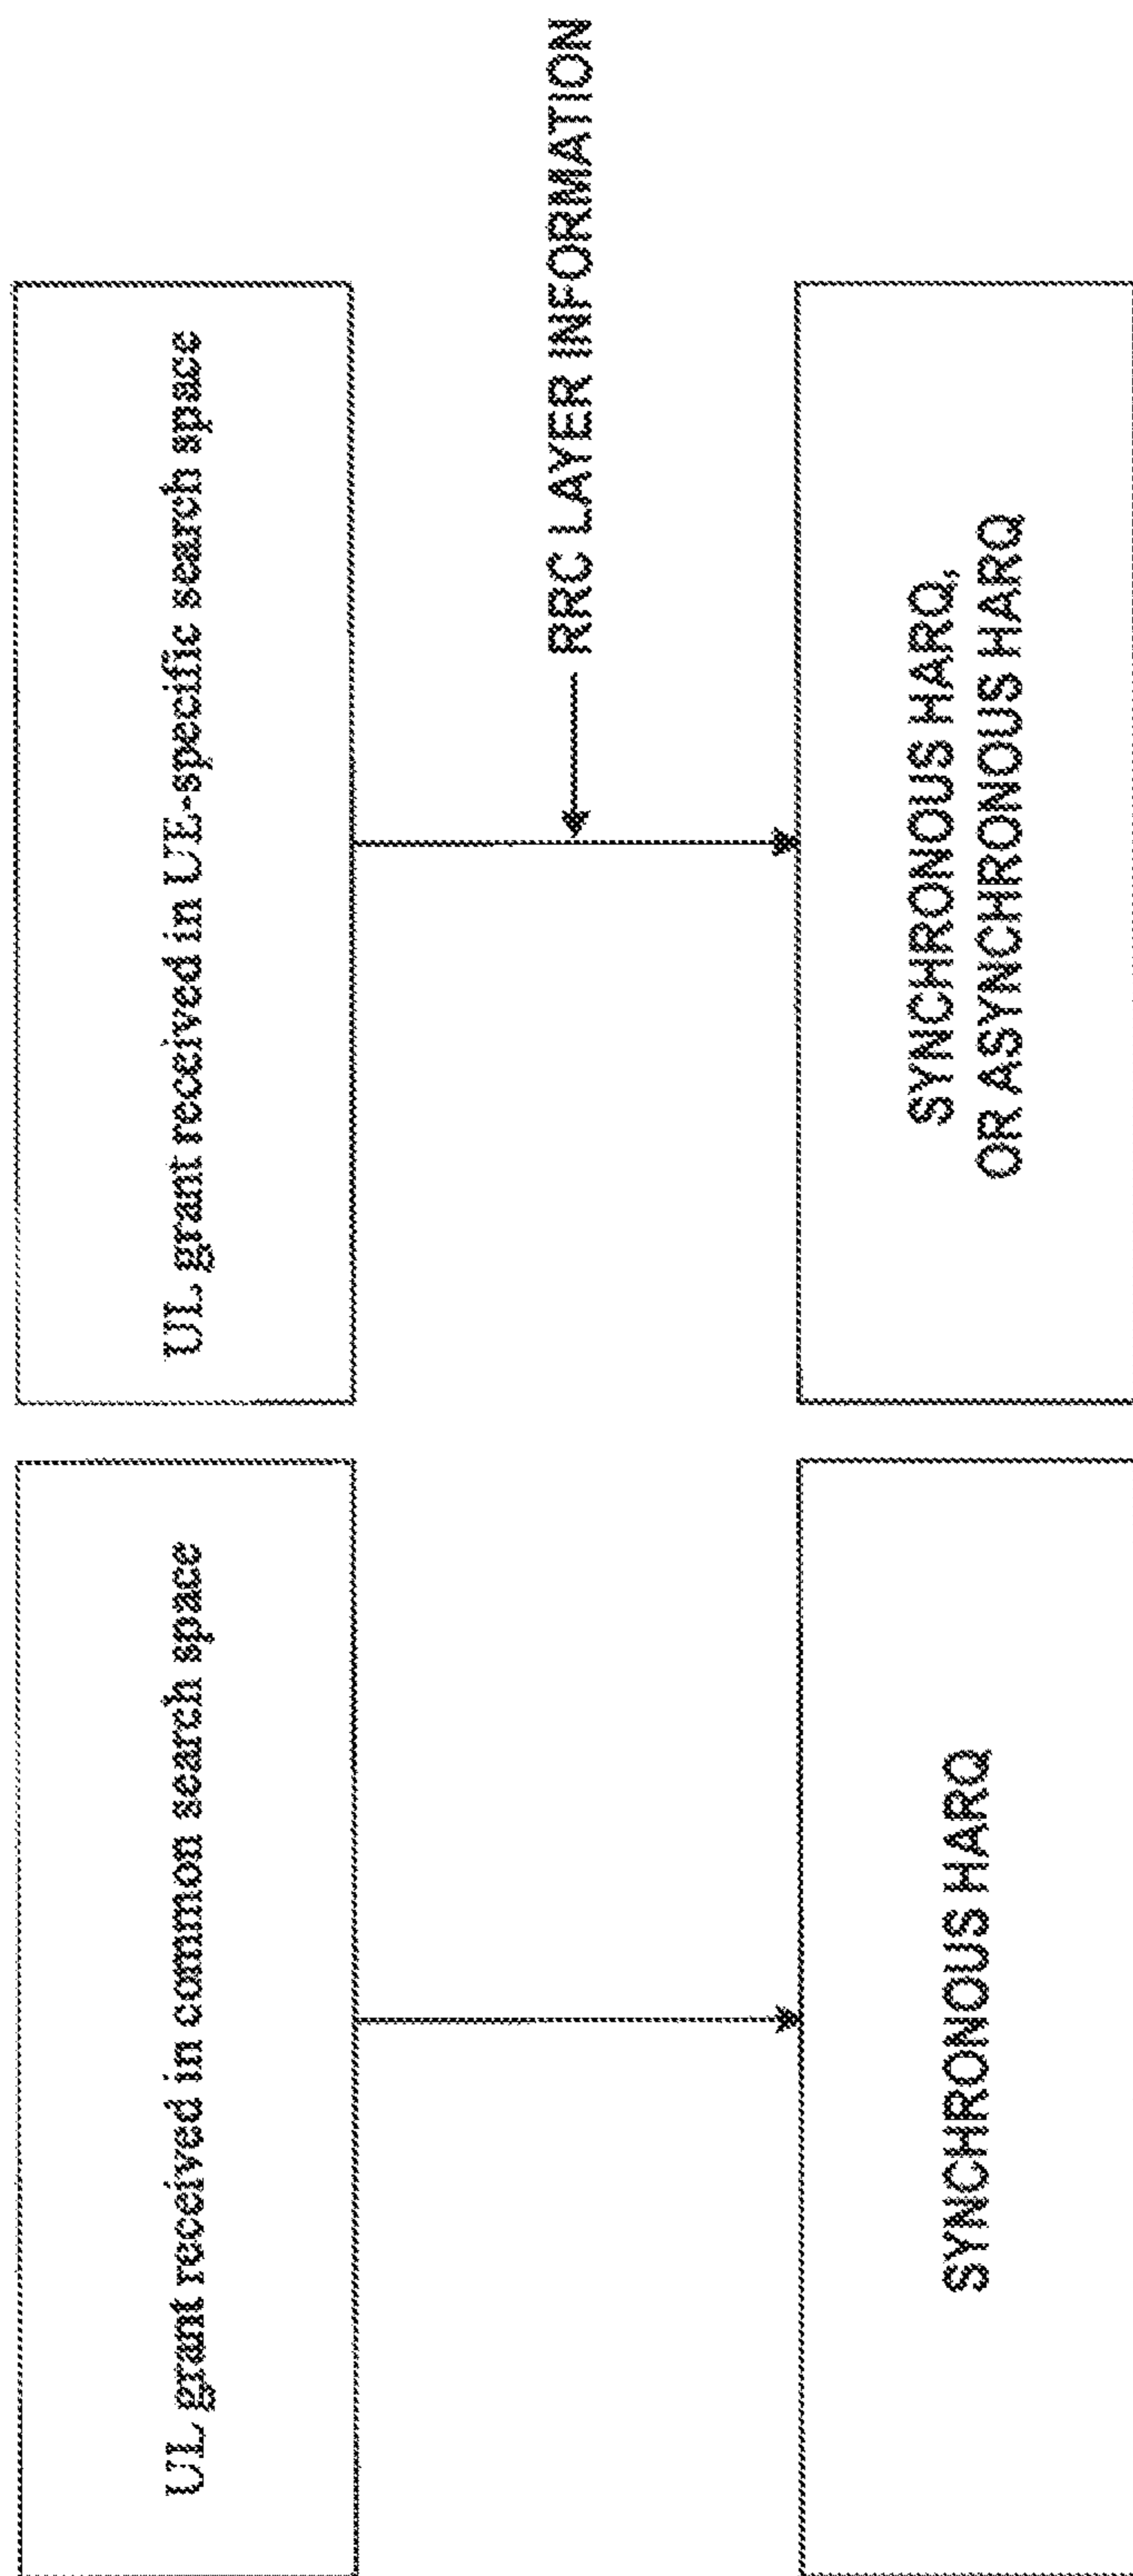 UL grant received in common search space
UL grant received in UE-specific search space
RRC LAYER INFORMATION
SYNCHRONOUS HARQ
SYNCHRONOUS HARQ,
OR ASYNCHRONOUS HARQ